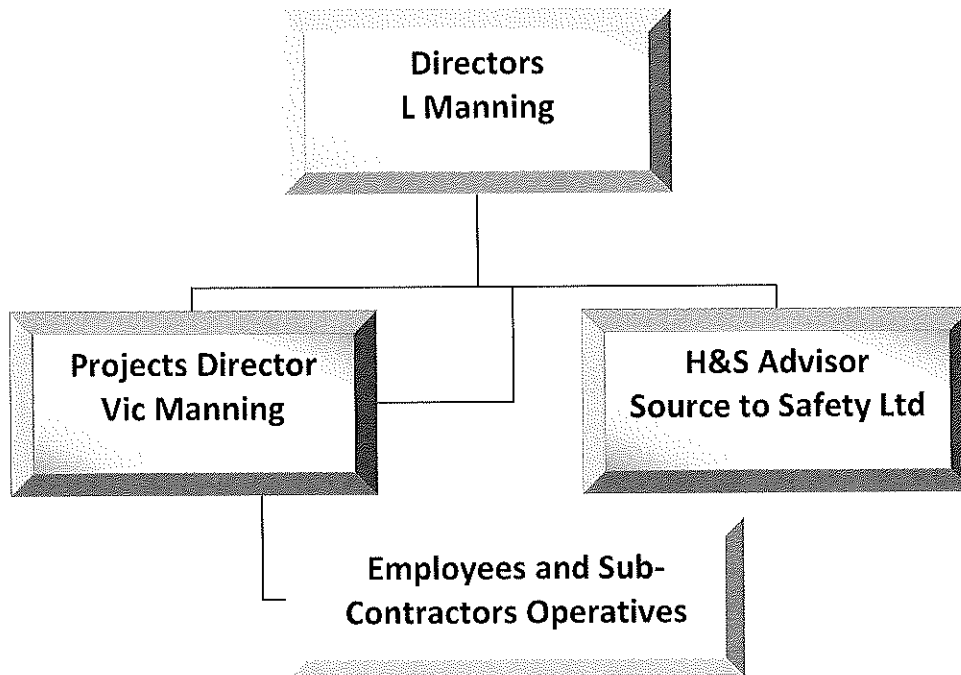 Directors
L Manning
Projects Director
Vic Manning
H&S Advisor
Source to Safety Ltd
Employees and Sub-
Contractors Operatives